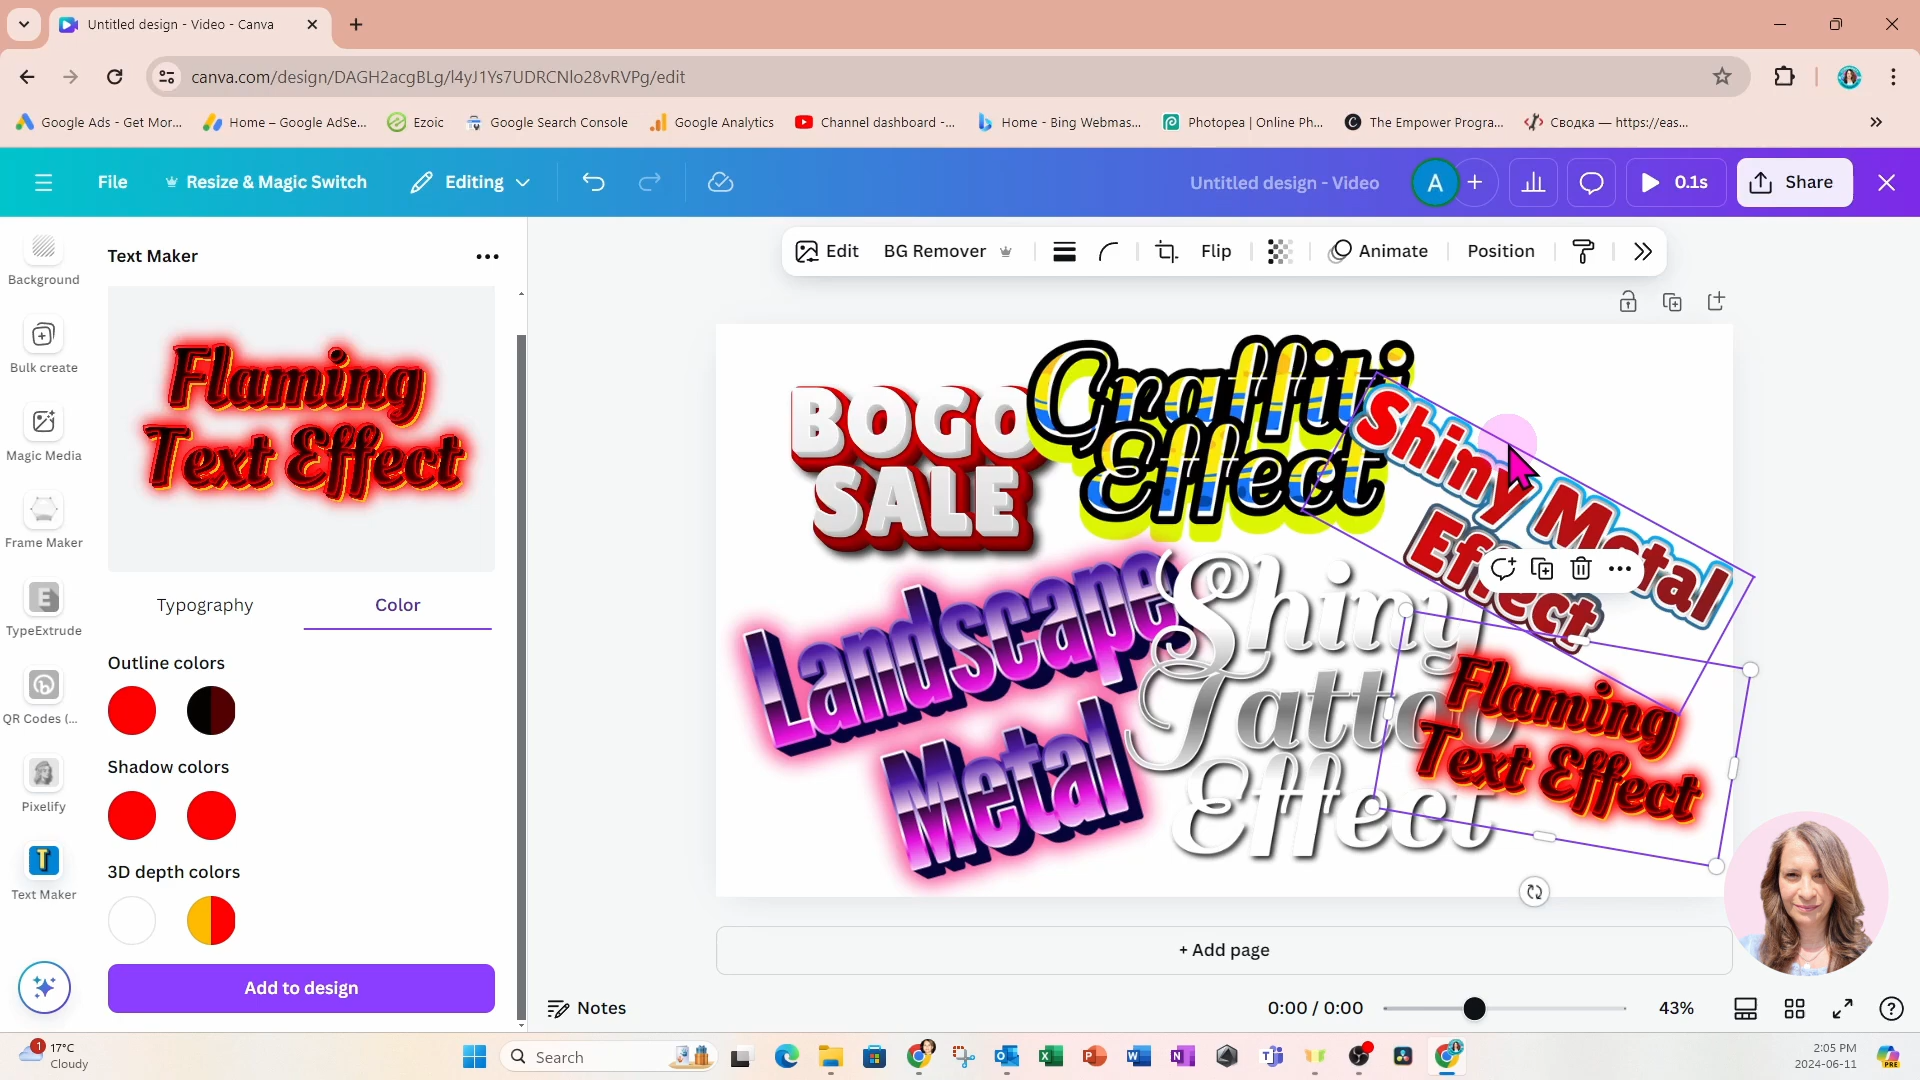 Untitled design - Video - Canva
canva.com/design/DAGH2acgBLg/l4yJ1Ys7UDRCNlo28vRVPg/edit
Google Ads - Get Mor...
Home – Google AdSe...
Ezoic
Google Search Console
Google Analytics
Channel dashboard -...
Home - Bing Webmas...
Photopea | Online Ph...
The Empower Progra...
Сводка — https://eas...
File
Resize & Magic Switch
Editing
Untitled design - Video
A
0.1s
Share
Background
Bulk create
Magic Media
Frame Maker
TypeExtrude
QR Codes (...
Pixelify
Text Maker
Text Maker
Flaming
Text Effect
Typography
Color
Outline colors
Shadow colors
3D depth colors
Add to design
Edit
BG Remover
Flip
Animate
Position
BOGO
SALE
Graffiti
Effect
Shiny Metal
Effect
Landscape
Metal
Shiny
Tattoo
Effect
Flaming
Text Effect
+ Add page
Notes
0:00 / 0:00
43%
1
17°C
Cloudy
Search
2:05 PM
2024-06-11